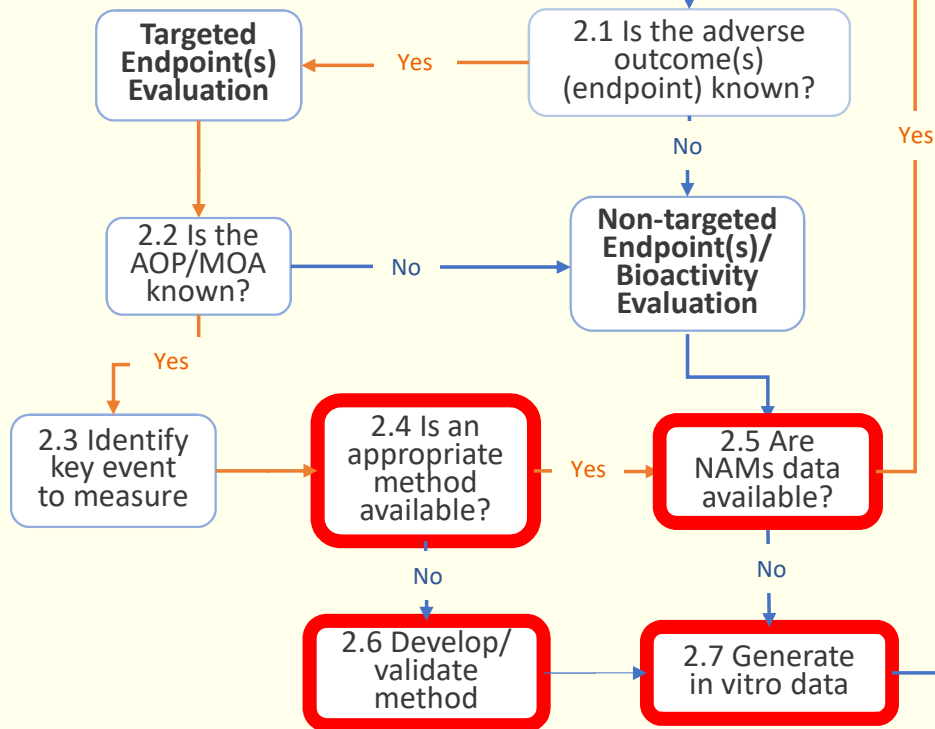 Targeted
Endpoint(s)
Evaluation
Yes
2.1 Is the adverse
outcome(s)
(endpoint) known?
Yes
No
2.2 Is the
AOP/MOA
known?
No
Non-targeted
Endpoint(s)/
Bioactivity
Evaluation
Yes
2.3 Identify
key event
to measure
2.4 Is an
appropriate
method
available?
Yes
2.5 Are
NAMs data
available?
No
No
2.6 Develop/
validate
method
2.7 Generate
in vitro data